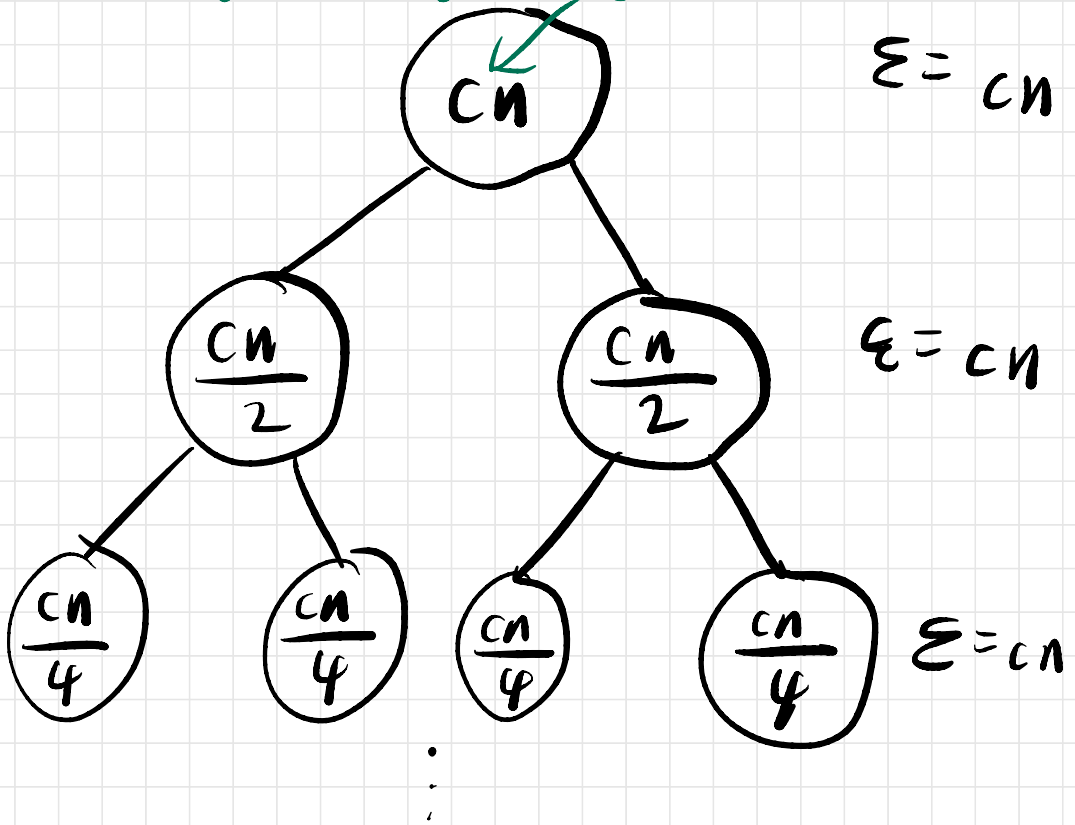 cn Σ = cn
cn/2 cn/2 Σ = cn
cn/4 cn/4 cn/4 cn/4 Σ = cn
⋮